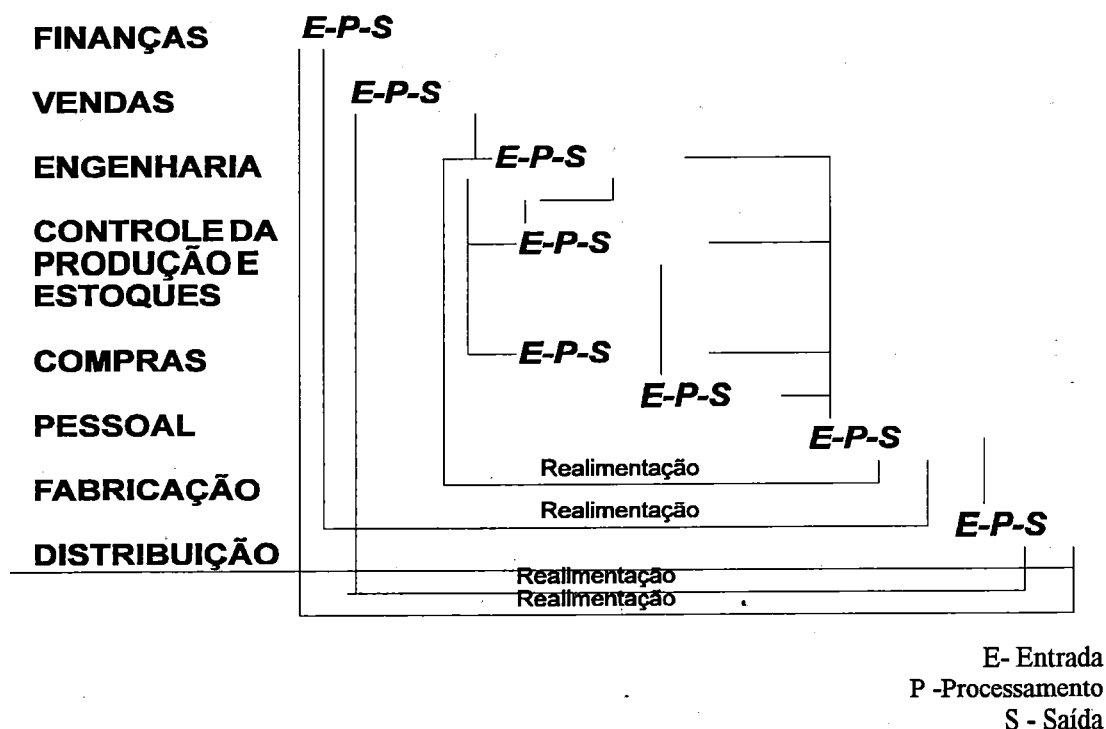 FINANÇAS E-P-S
VENDAS E-P-S
ENGENHARIA E-P-S
CONTROLE DA
PRODUÇÃO E E-P-S
ESTOQUES
COMPRAS E-P-S
E-P-S
PESSOAL E-P-S
Realimentação
FABRICAÇÃO
Realimentação
E-P-S
DISTRIBUIÇÃO
Realimentação
Realimentação
E- Entrada
P -Processamento
S - Saída